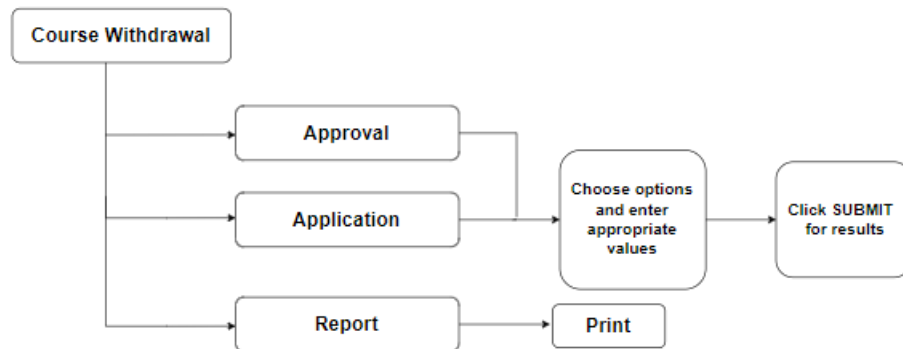 Course Withdrawal
Approval
Application
Choose options
and enter
appropriate
values
Click SUBMIT
for results
Report
Print